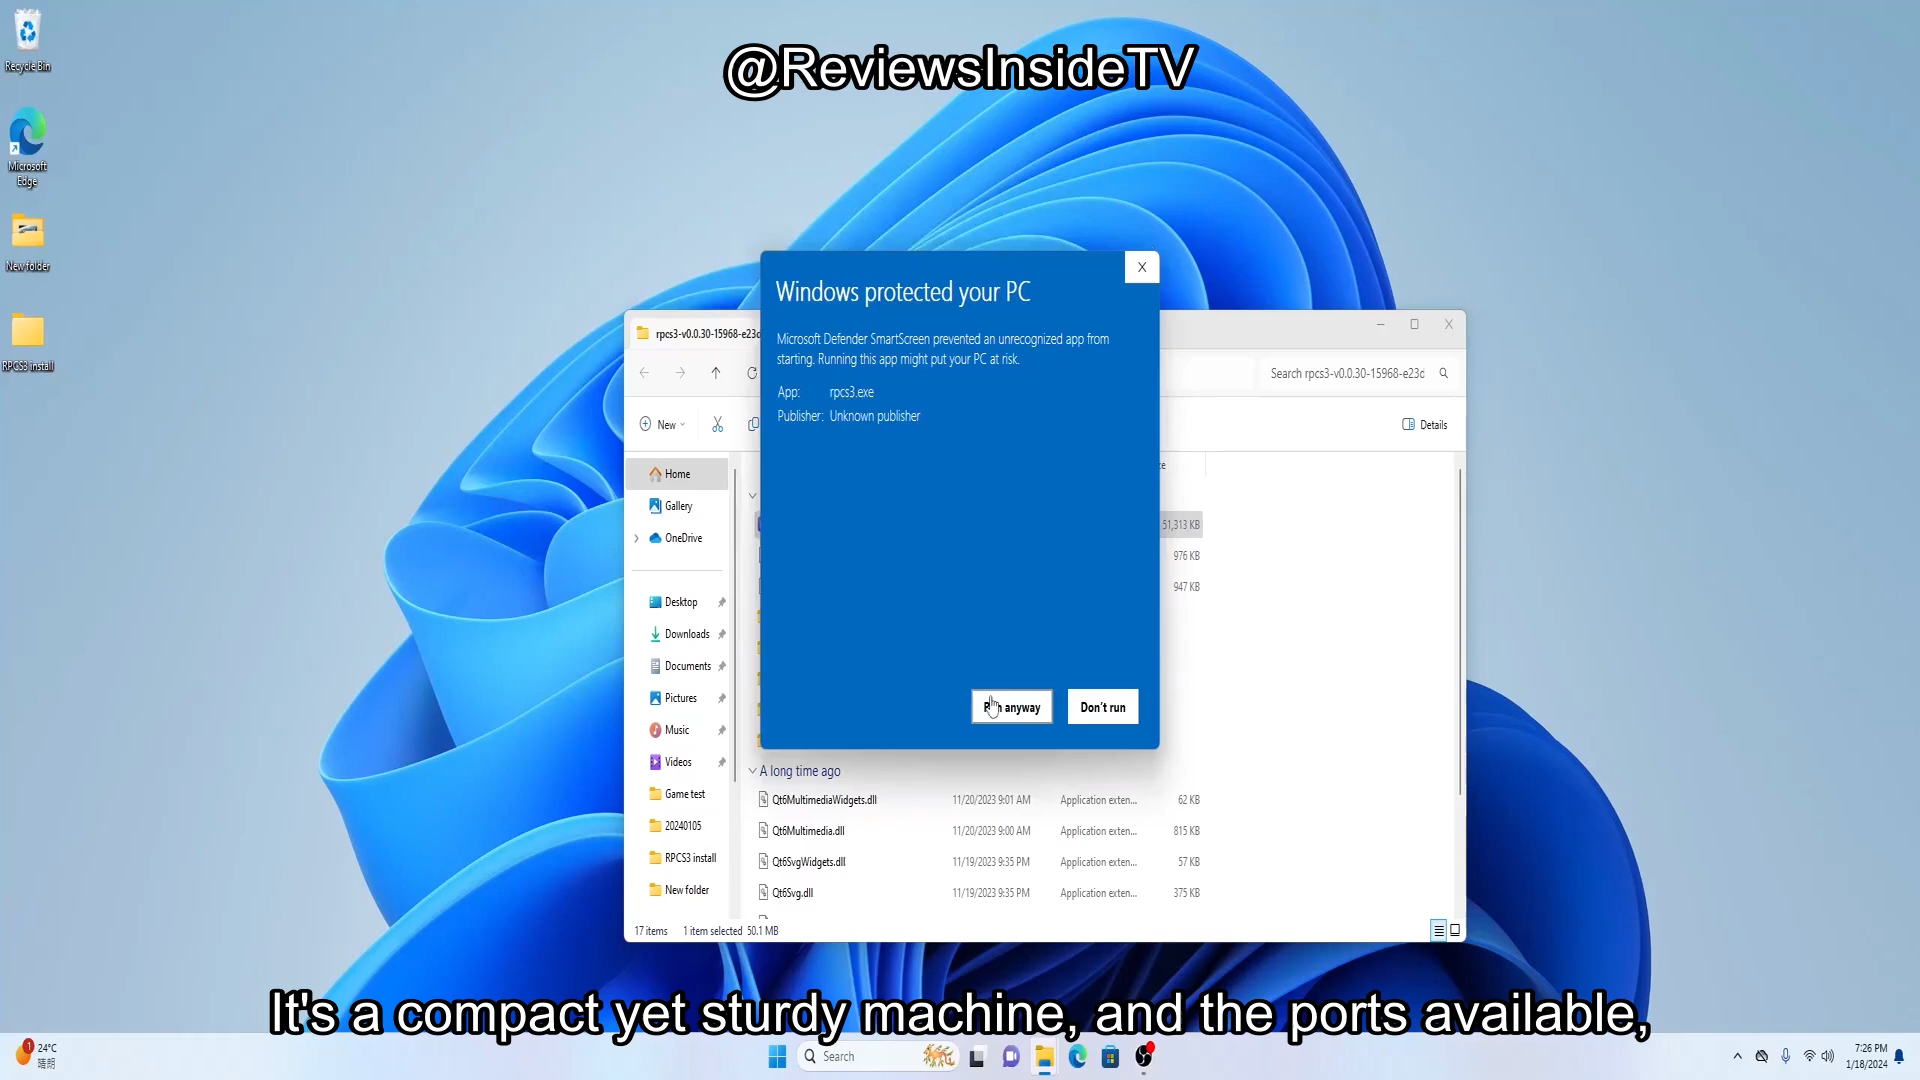 @ReviewsInsideTV
Recycle Bin
Microsoft
Edge
New folder
RPCS3 install
Windows protected your PC
X
Microsoft Defender SmartScreen prevented an unrecognized app from
starting. Running this app might put your PC at risk.
App: rpcs3.exe
Publisher: Unknown publisher
anyway
Don't run
rpcs3-v0.0.30-15968-e23d
Search rpcs3-v0.0.30-15968-e23d
New
Details
Home
Gallery
OneDrive
51,313 KB
976 KB
947 KB
Desktop
Downloads
Documents
Pictures
Music
Videos
Game test
20240105
RPCS3 install
New folder
A long time ago
Qt6MultimediaWidgets.dll 11/20/2023 9:01 AM Application exten... 62 KB
Qt6Multimedia.dll 11/20/2023 9:00 AM Application exten... 815 KB
Qt6SvgWidgets.dll 11/19/2023 9:35 PM Application exten... 57 KB
Qt6Svg.dll 11/19/2023 9:35 PM Application exten... 375 KB
17 items 1 item selected 50.1 MB
It's a compact yet sturdy machine, and the ports available,
1
24°C
晴朗
Search
7:26 PM
1/18/2024